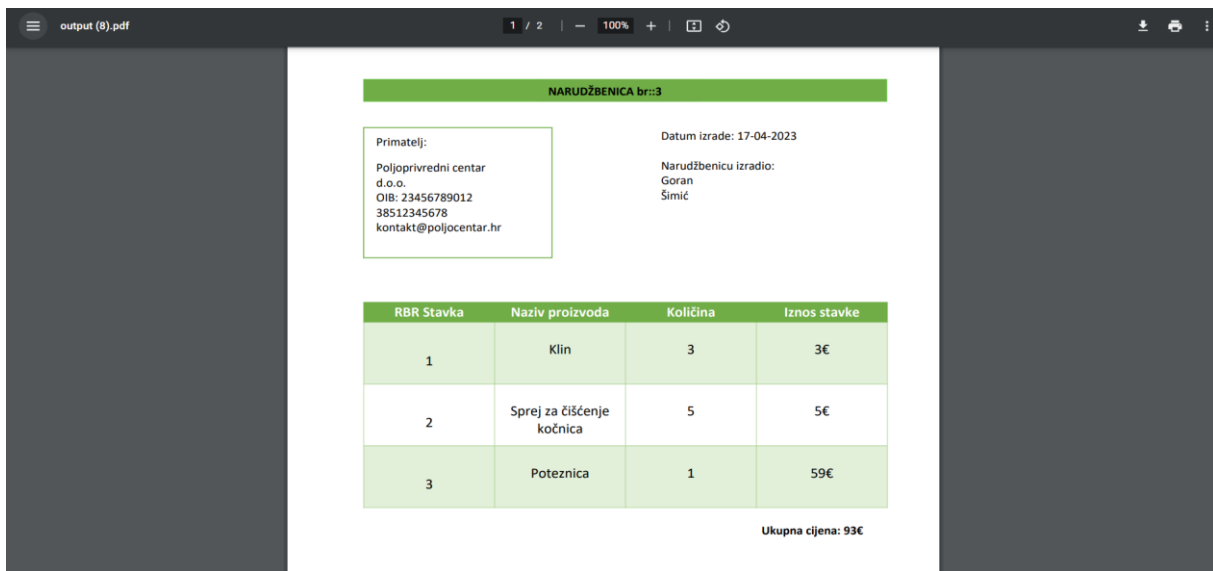 output (8).pdf
1 / 2 | − 100% + |
NARUDŽBENICA br::3
Primatelj:
Poljoprivredni centar
d.o.o.
OIB: 23456789012
38512345678
kontakt@poljocentar.hr
Datum izrade: 17-04-2023
Narudžbenicu izradio:
Goran
Šimić
RBR Stavka Naziv proizvoda Količina Iznos stavke
1 Klin 3 3€
2 Sprej za čišćenje kočnica 5 5€
3 Poteznica 1 59€
Ukupna cijena: 93€